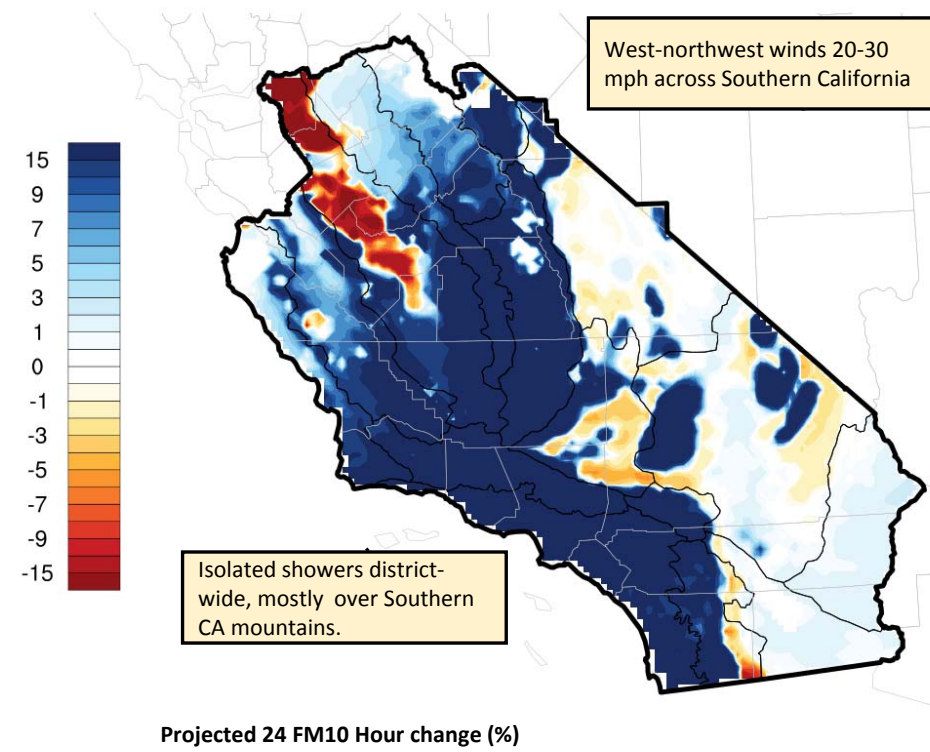 West-northwest winds 20-30
mph across Southern California
15
9
7
5
3
1
0
-1
-3
-5
-7
-9
-15
Isolated showers district-
wide, mostly  over Southern
CA mountains.
Projected 24 FM10 Hour change (%)